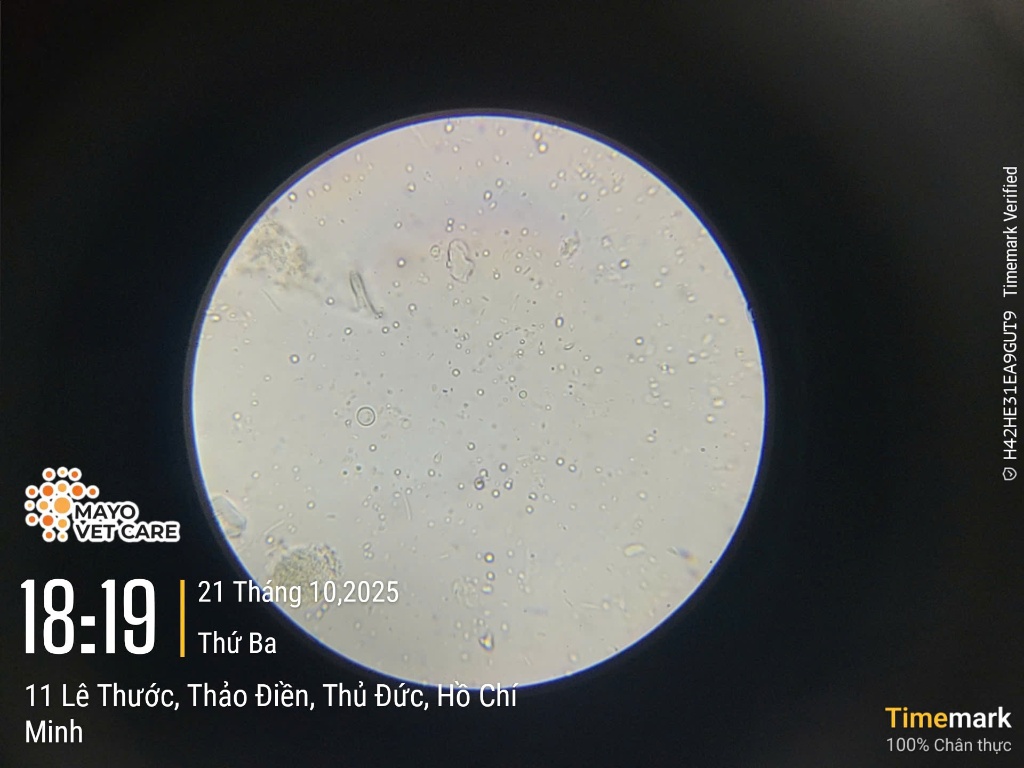 MAYO
VET CARE
18:19
21 Tháng 10,2025
Thứ Ba
11 Lê Thước, Thảo Điền, Thủ Đức, Hồ Chí
Minh
Timemark
100% Chân thực
H42HE31EA9GUT9 Timemark Verified